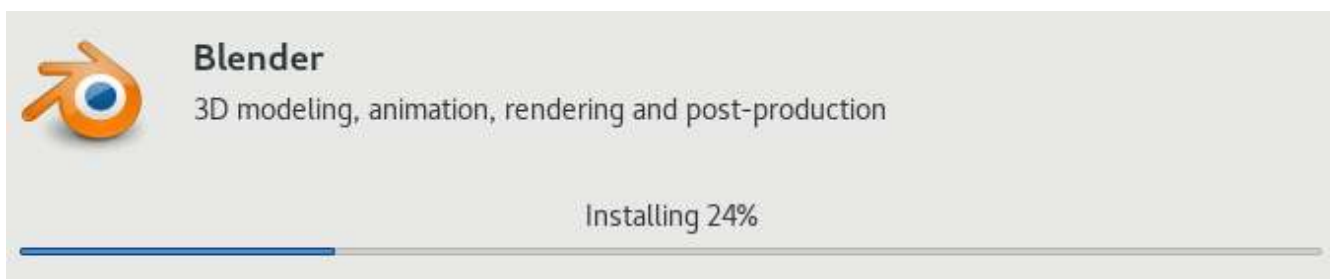 Blender
3D modeling, animation, rendering and post-production
Installing 24%